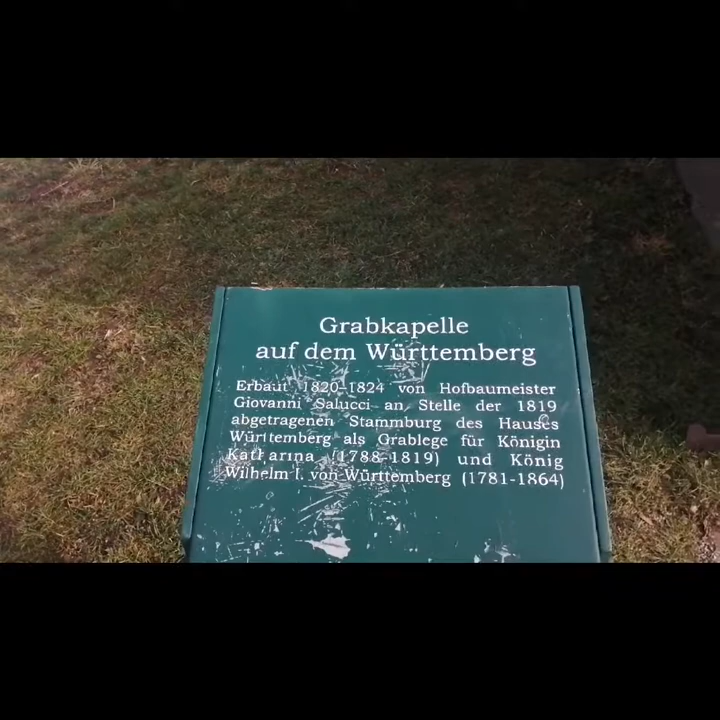 Grabkapelle
auf dem Württemberg
Erbaut 1820-1824 von Hofbaumeister
Giovanni Salucci an Stelle der 1819
abgetragenen Stammburg des Hauses
Württemberg als Grablege für Königin
Katharina (1788-1819) und König
Wilhelm I. von Württemberg (1781-1864)